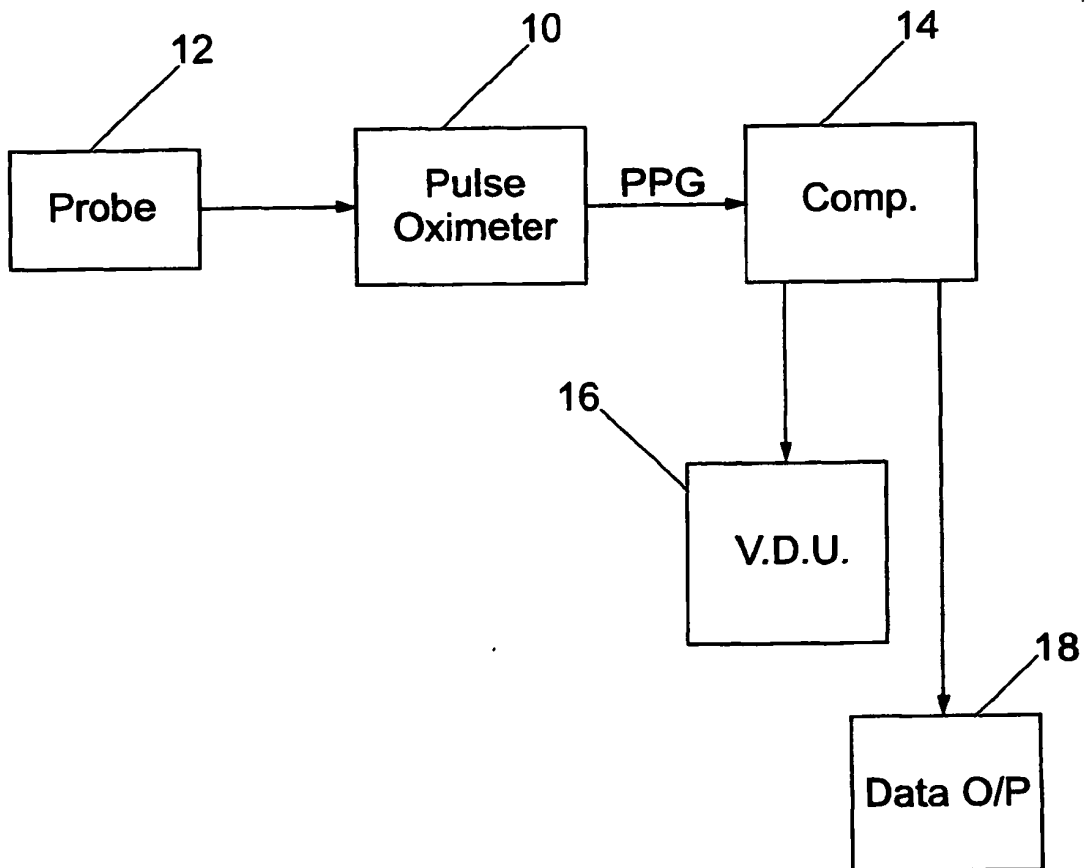 12
10
14
Probe
Pulse
Oximeter
PPG
Comp.
16
V.D.U.
18
Data O/P